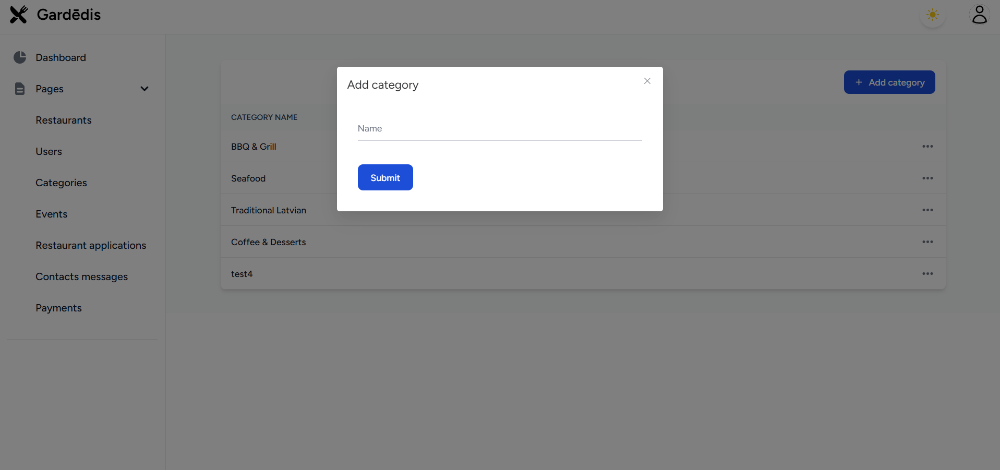 Gardēdis
Dashboard
Pages
Restaurants
Users
Categories
Events
Restaurant applications
Contacts messages
Payments
Add category
CATEGORY NAME
BBQ & Grill
Seafood
Traditional Latvian
Coffee & Desserts
test4
Add category
Name
Submit